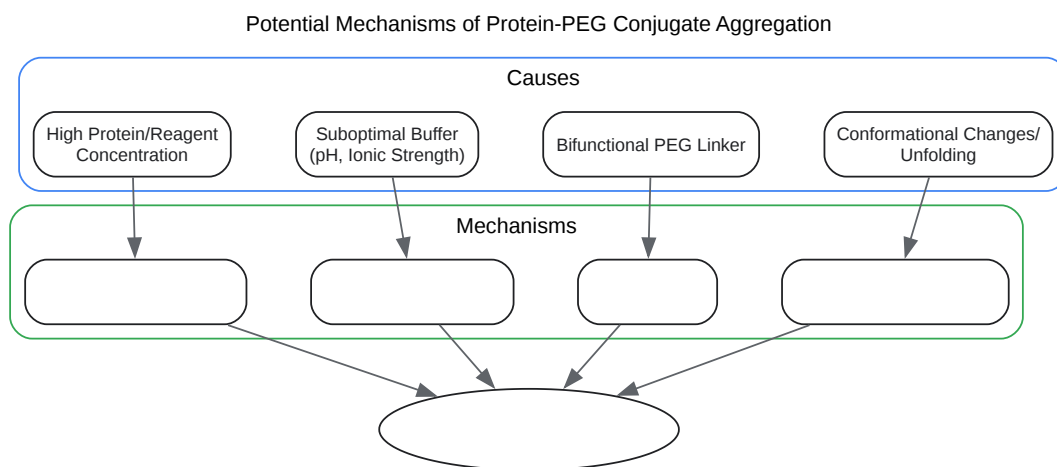 Potential Mechanisms of Protein-PEG Conjugate Aggregation
Causes
High Protein/Reagent
Concentration
Suboptimal Buffer
(pH, Ionic Strength)
Bifunctional PEG Linker
Conformational Changes/
Unfolding
Mechanisms